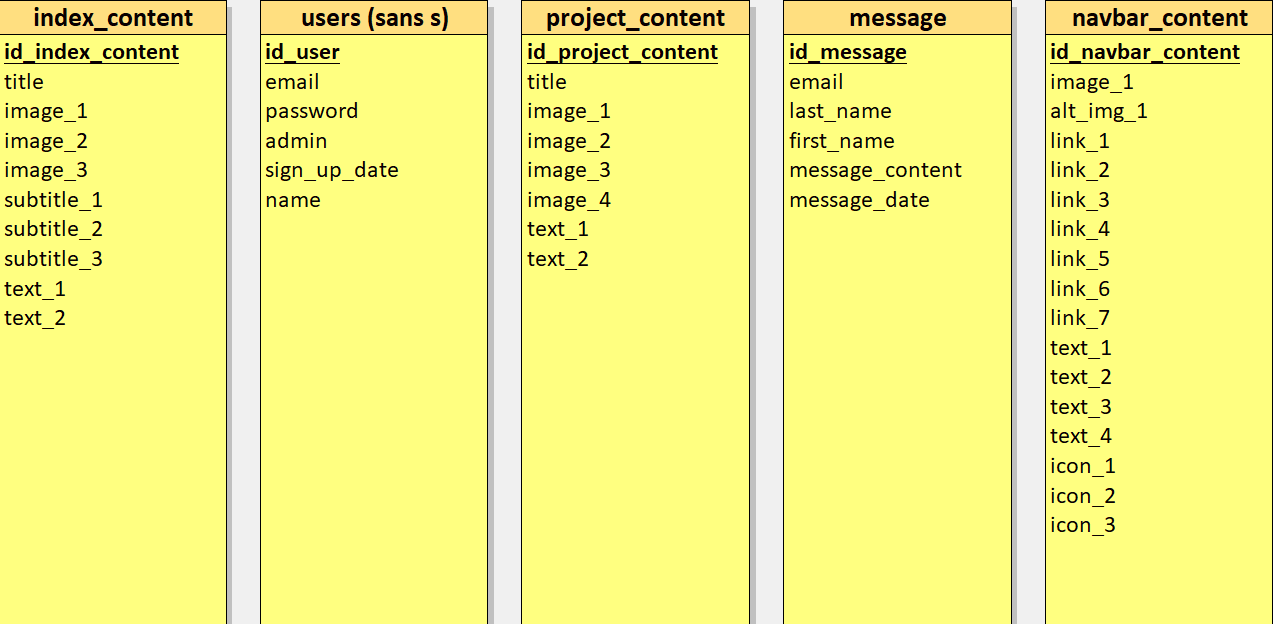 index_content
id_index_content
title
image_1
image_2
image_3
subtitle_1
subtitle_2
subtitle_3
text_1
text_2
users (sans s)
id_user
email
password
admin
sign_up_date
name
project_content
id_project_content
title
image_1
image_2
image_3
image_4
text_1
text_2
message
id_message
email
last_name
first_name
message_content
message_date
navbar_content
id_navbar_content
image_1
alt_img_1
link_1
link_2
link_3
link_4
link_5
link_6
link_7
text_1
text_2
text_3
text_4
icon_1
icon_2
icon_3